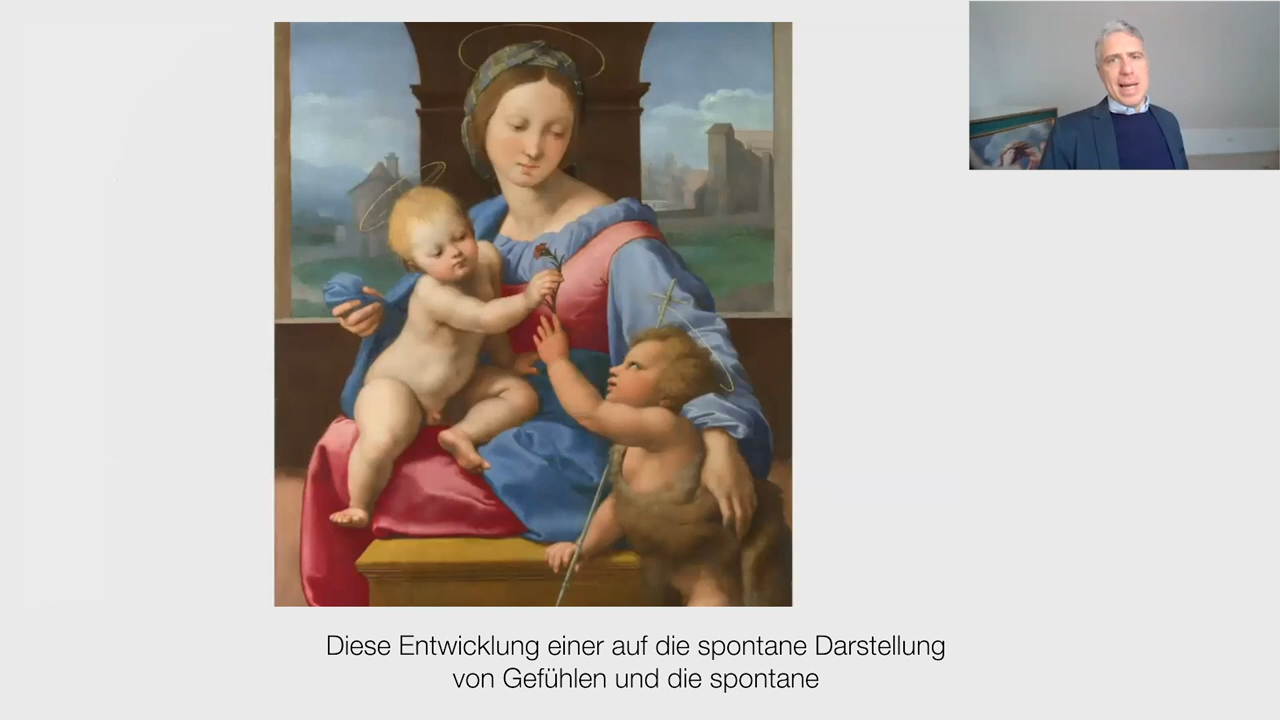 Diese Entwicklung einer auf die spontane Darstellung
von Gefühlen und die spontane